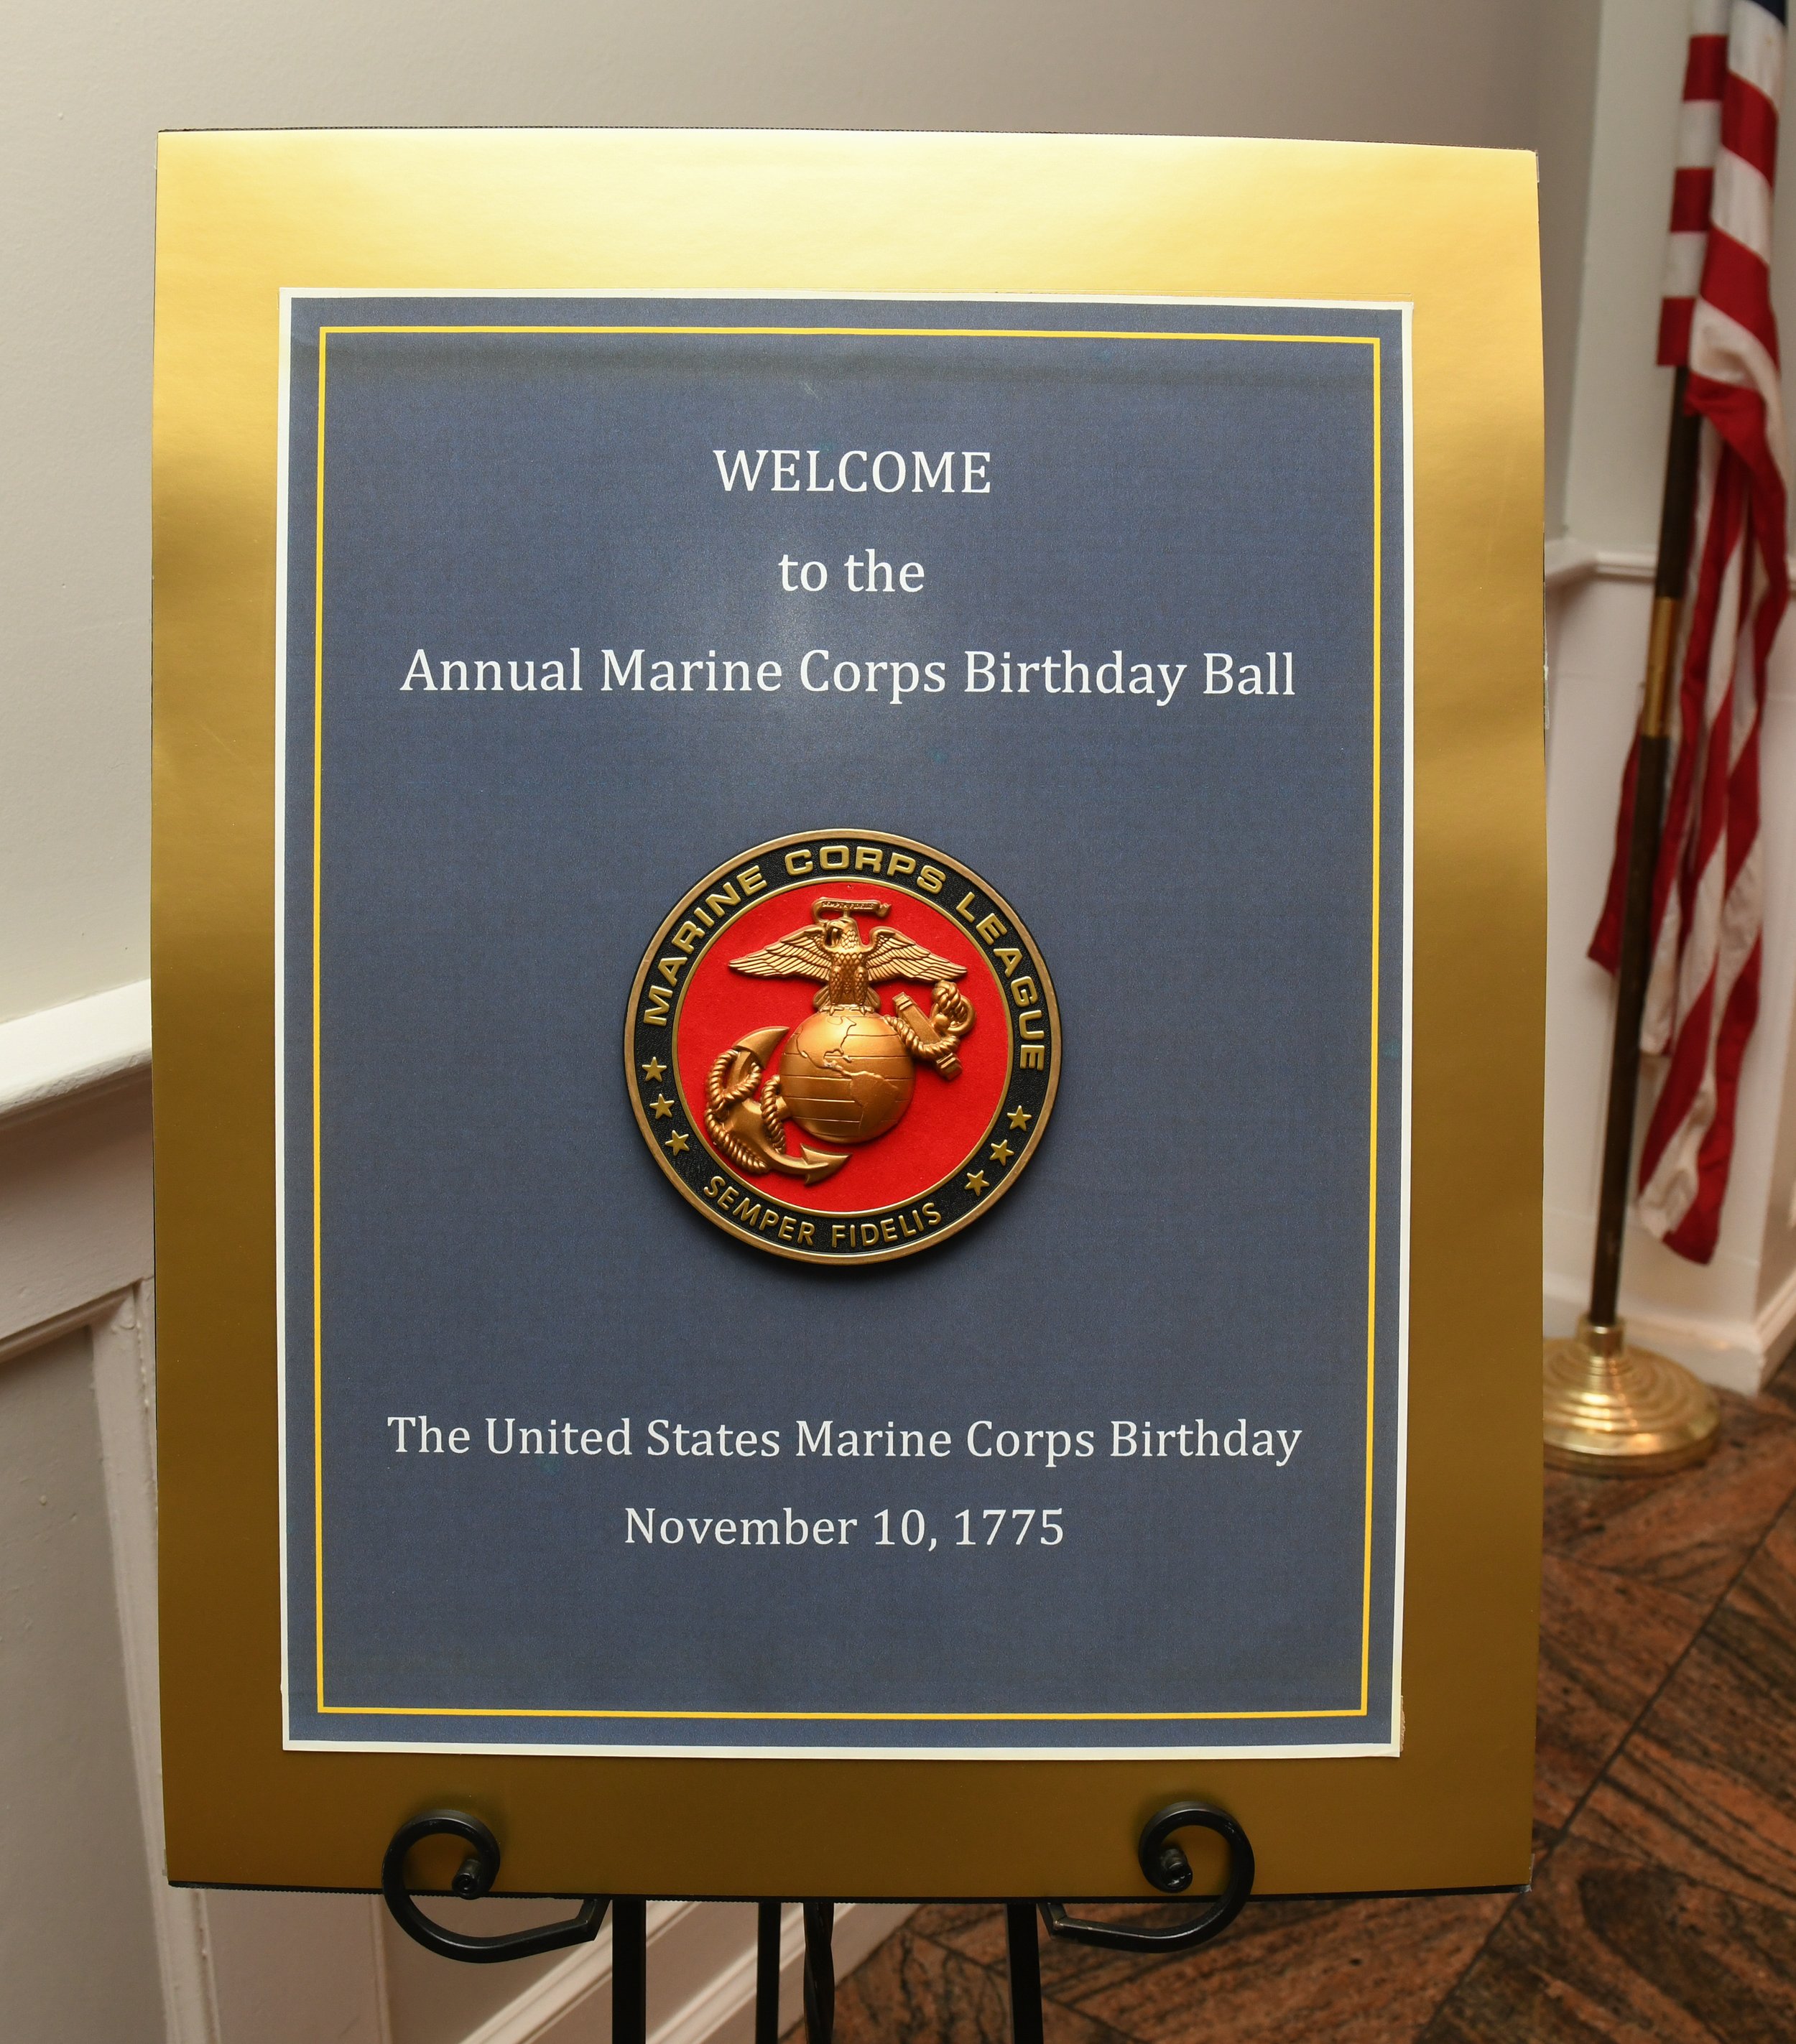 WELCOME
to the
Annual Marine Corps Birthday Ball
MARINE CORPS LEAGUE
SEMPER FIDELIS
The United States Marine Corps Birthday
November 10, 1775